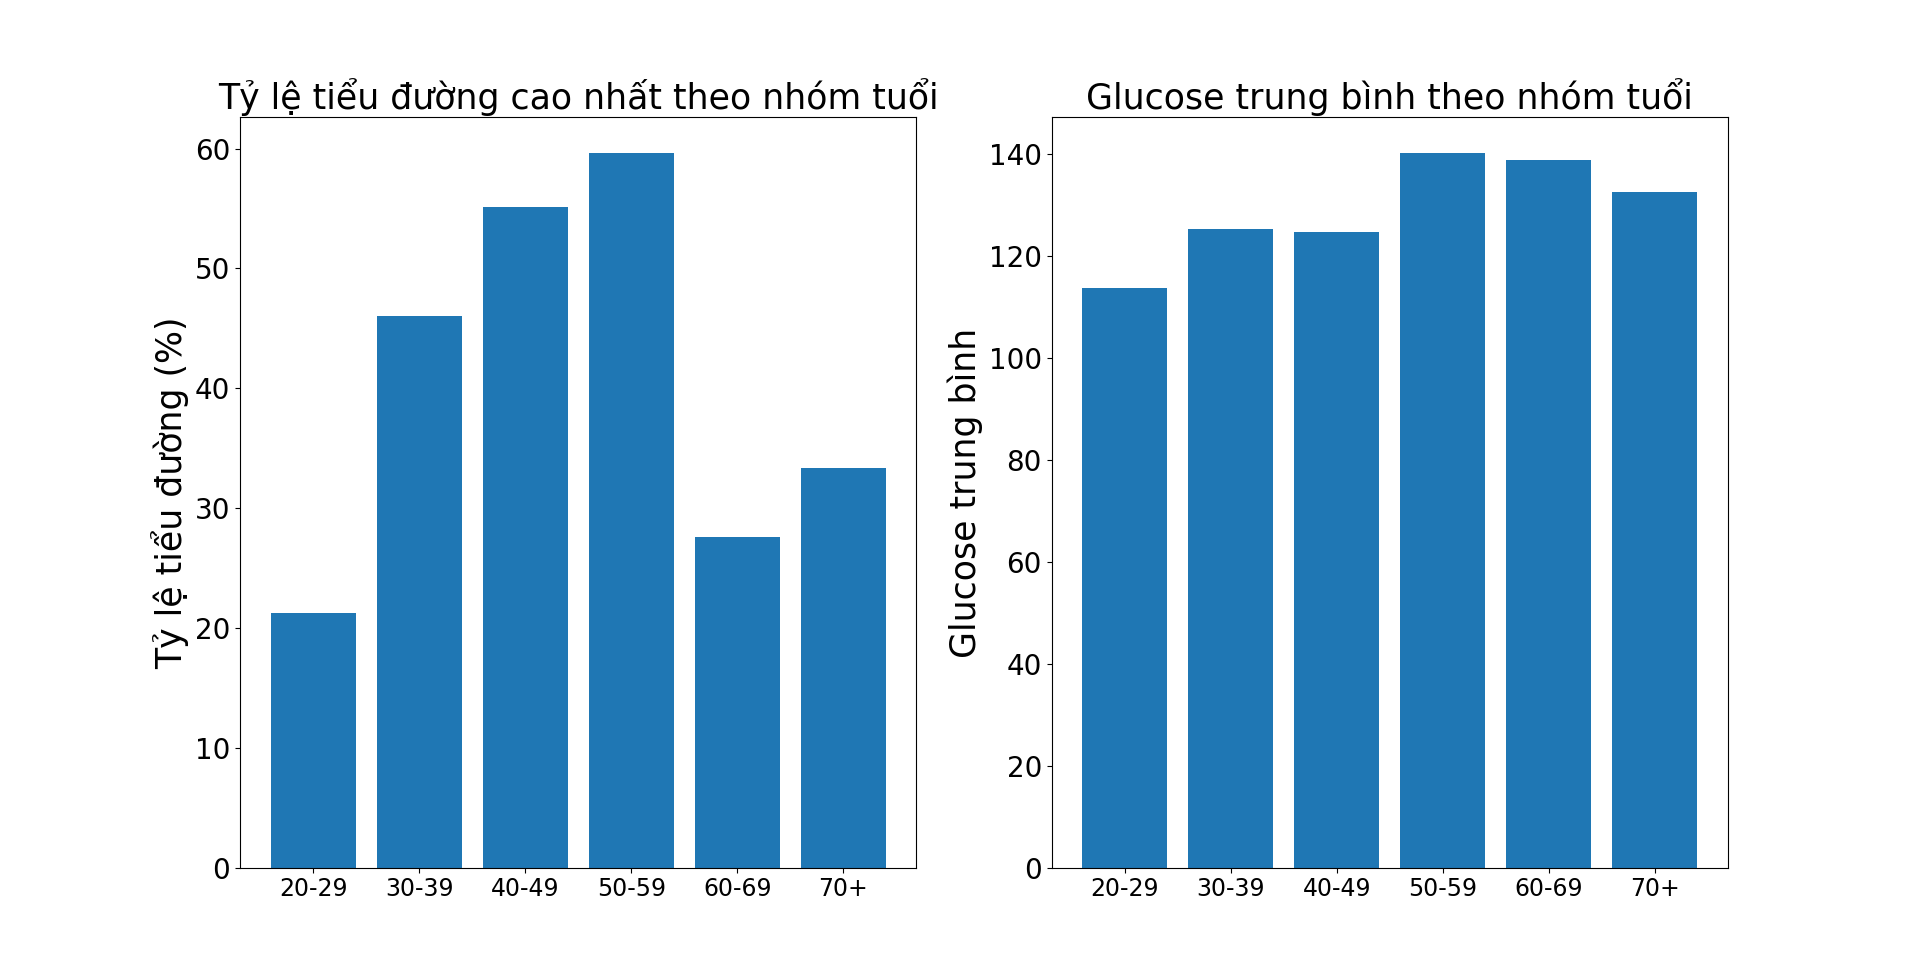 Tỷ lệ tiểu đường cao nhất theo nhóm tuổi
Tỷ lệ tiểu đường (%)
60
50
40
30
20
10
0
20-29 30-39 40-49 50-59 60-69 70+
Glucose trung bình theo nhóm tuổi
Glucose trung bình
140
120
100
80
60
40
20
0
20-29 30-39 40-49 50-59 60-69 70+